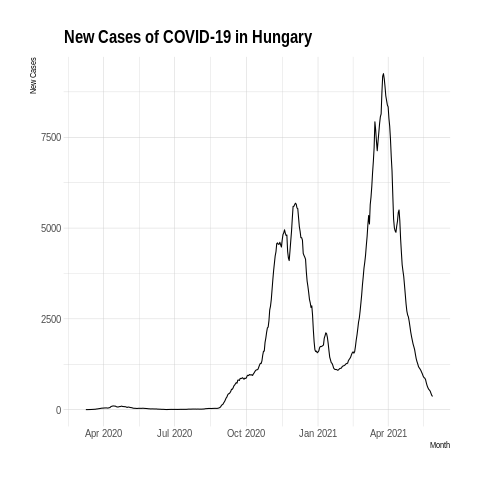 New Cases of COVID-19 in Hungary
New Cases
7500
5000
2500
0
Apr 2020 Jul 2020 Oct 2020 Jan 2021 Apr 2021
Month